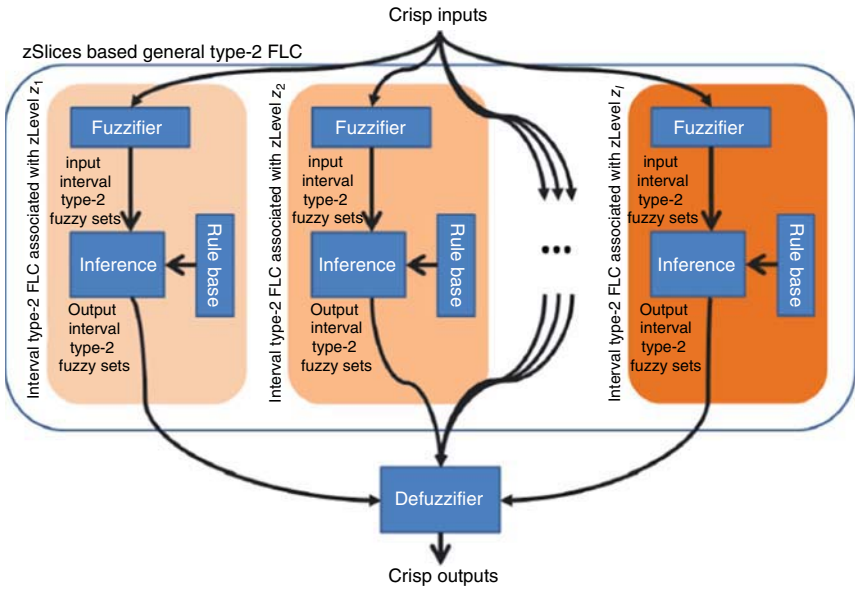 Crisp inputs
zSlices based general type-2 FLC
Interval type-2 FLC associated with zLevel z1
Fuzzifier
input
interval
type-2
fuzzy sets
Inference
Rule base
Output
interval
type-2
fuzzy sets
Interval type-2 FLC associated with zLevel z2
Fuzzifier
input
interval
type-2
fuzzy sets
Inference
Rule base
Output
interval
type-2
fuzzy sets
...
Interval type-2 FLC associated with zLevel zI
Fuzzifier
input
interval
type-2
fuzzy sets
Inference
Rule base
Output
interval
type-2
fuzzy sets
Defuzzifier
Crisp outputs